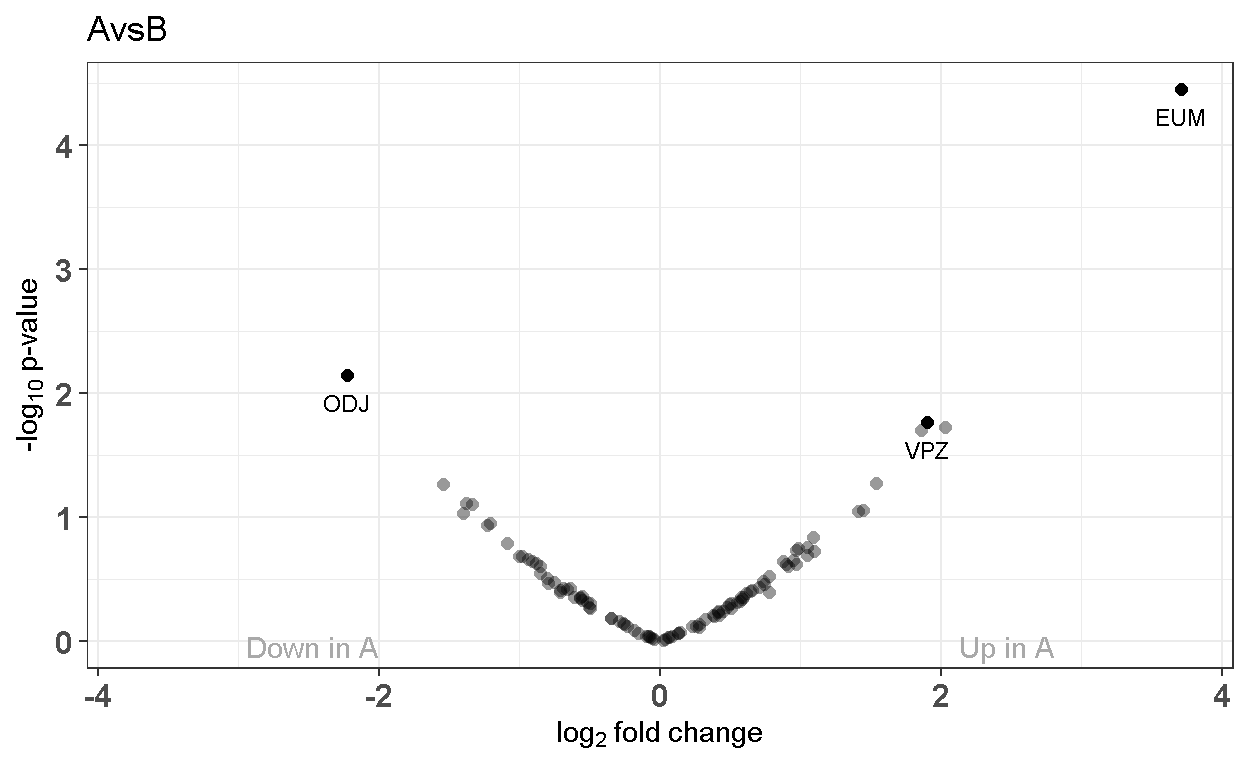 AvsB
EUM
4
3
-log10 p-value
2
ODJ
VPZ
1
0
Down in A
Up in A
-4
-2
0
2
4
log2 fold change